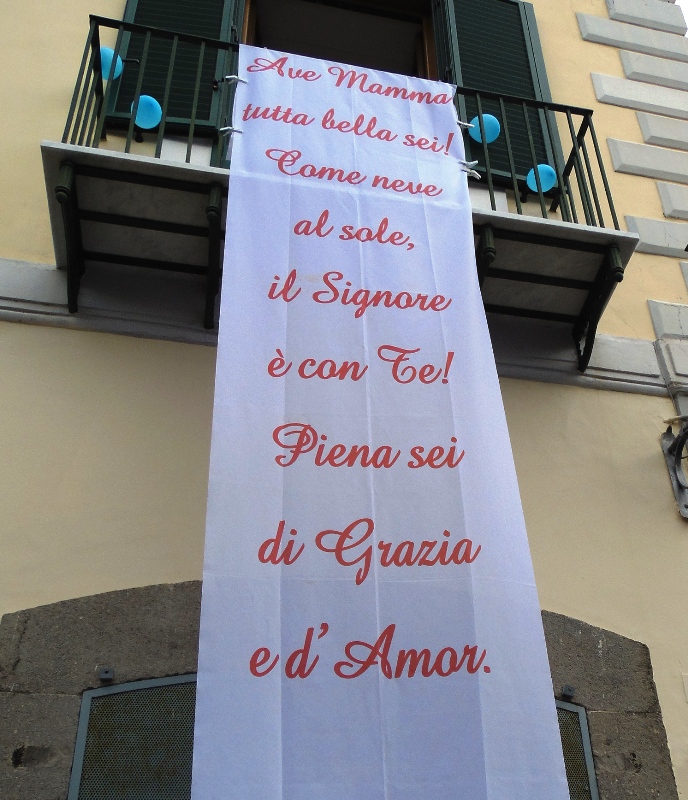 Ave Mamma
tutta bella sei!
Come neve
al sole,
il Signore
è con Te!
Piena sei
di Grazia
e d'Amor.